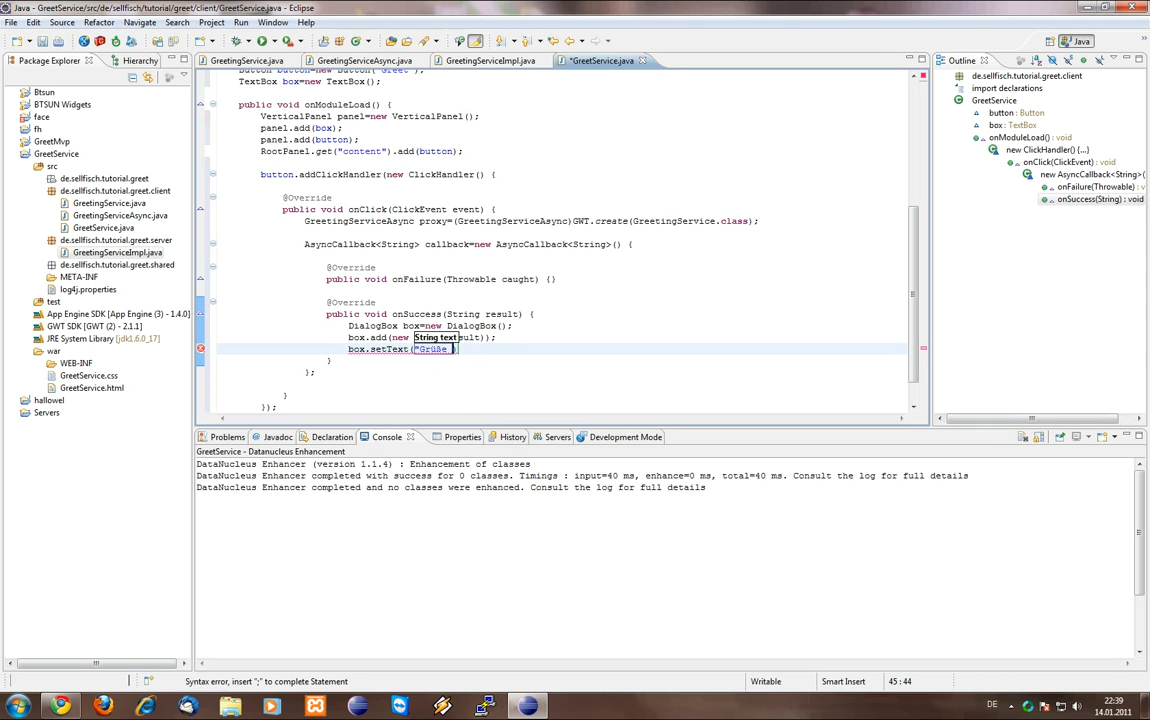 Java - GreetService/src/de/sellfisch/tutorial/greet/client/GreetService.java - Eclipse
File Edit Source Refactor Navigate Search Project Run Window Help
Java
Package Explorer Hierarchy
Btsun
BTSUN Widgets
face
fh
GreetMvp
GreetService
src
de.sellfisch.tutorial.greet
de.sellfisch.tutorial.greet.client
GreetingService.java
GreetingServiceAsync.java
GreetService.java
de.sellfisch.tutorial.greet.server
GreetingServiceImpl.java
de.sellfisch.tutorial.greet.shared
META-INF
log4j.properties
test
App Engine SDK [App Engine (3) - 1.4.0]
GWT SDK [GWT (2) - 2.1.1]
JRE System Library [jdk1.6.0_17]
war
WEB-INF
GreetService.css
GreetService.html
hallowel
Servers
GreetingService.java GreetingServiceAsync.java GreetingServiceImpl.java *GreetService.java
Button button=new Button("Greet");
TextBox box=new TextBox();
public void onModuleLoad() {
VerticalPanel panel=new VerticalPanel();
panel.add(box);
panel.add(button);
RootPanel.get("content").add(button);
button.addClickHandler(new ClickHandler() {
@Override
public void onClick(ClickEvent event) {
GreetingServiceAsync proxy=(GreetingServiceAsync)GWT.create(GreetingService.class);
AsyncCallback<String> callback=new AsyncCallback<String>() {
@Override
public void onFailure(Throwable caught) {}
@Override
public void onSuccess(String result) {
DialogBox box=new DialogBox();
box.add(new String text sult));
box.setText("Grüße )
}
};
}
});
Outline
de.sellfisch.tutorial.greet.client
import declarations
GreetService
button : Button
box : TextBox
onModuleLoad() : void
new ClickHandler() {...}
onClick(ClickEvent) : void
new AsyncCallback<String>(
onFailure(Throwable) : v
onSuccess(String) : void
Problems Javadoc Declaration Console Properties History Servers Development Mode
GreetService - Datanucleus Enhancement
DataNucleus Enhancer (version 1.1.4) : Enhancement of classes
DataNucleus Enhancer completed with success for 0 classes. Timings : input=40 ms, enhance=0 ms, total=40 ms. Consult the log for full details
DataNucleus Enhancer completed and no classes were enhanced. Consult the log for full details
Syntax error, insert ";" to complete Statement Writable Smart Insert 45 : 44
DE 22:39
14.01.2011